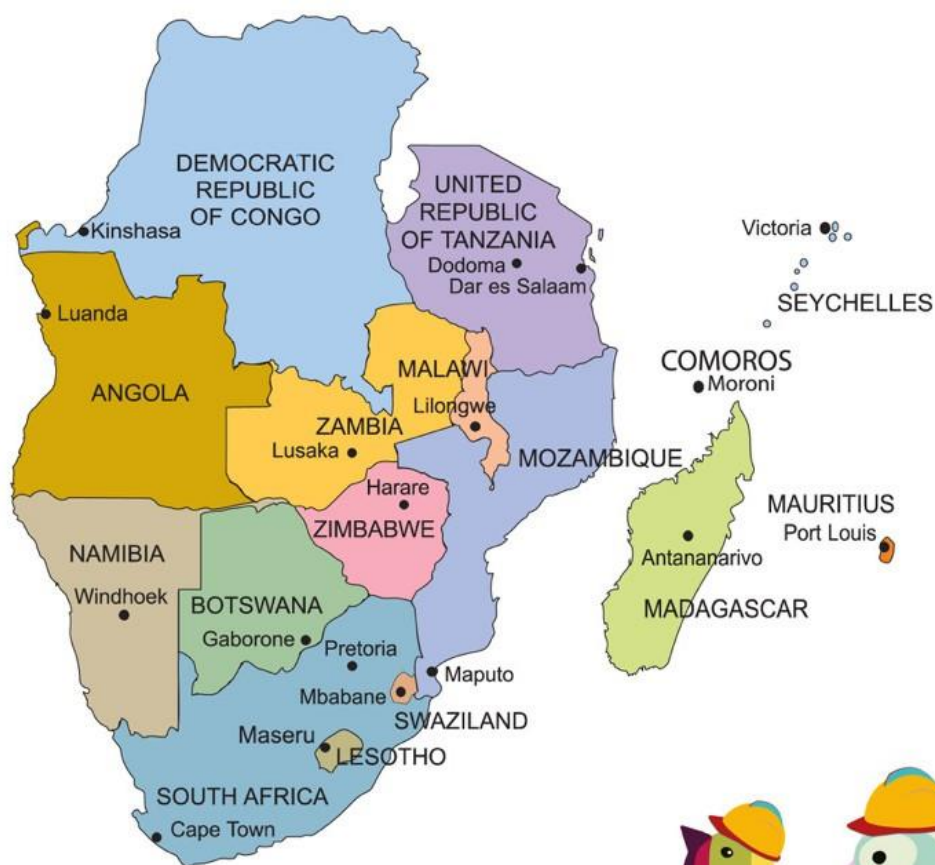 DEMOCRATIC
REPUBLIC
OF CONGO
Kinshasa
UNITED
REPUBLIC
OF TANZANIA
Dodoma
Dar es Salaam
Victoria
SEYCHELLES
Luanda
ANGOLA
MALAWI
Lilongwe
COMOROS
Moroni
ZAMBIA
Lusaka
MOZAMBIQUE
Harare
ZIMBABWE
MAURITIUS
Port Louis
NAMIBIA
Windhoek
Antananarivo
MADAGASCAR
BOTSWANA
Gaborone
Pretoria
Maputo
Mbabane
SWAZILAND
Maseru
LESOTHO
SOUTH AFRICA
Cape Town